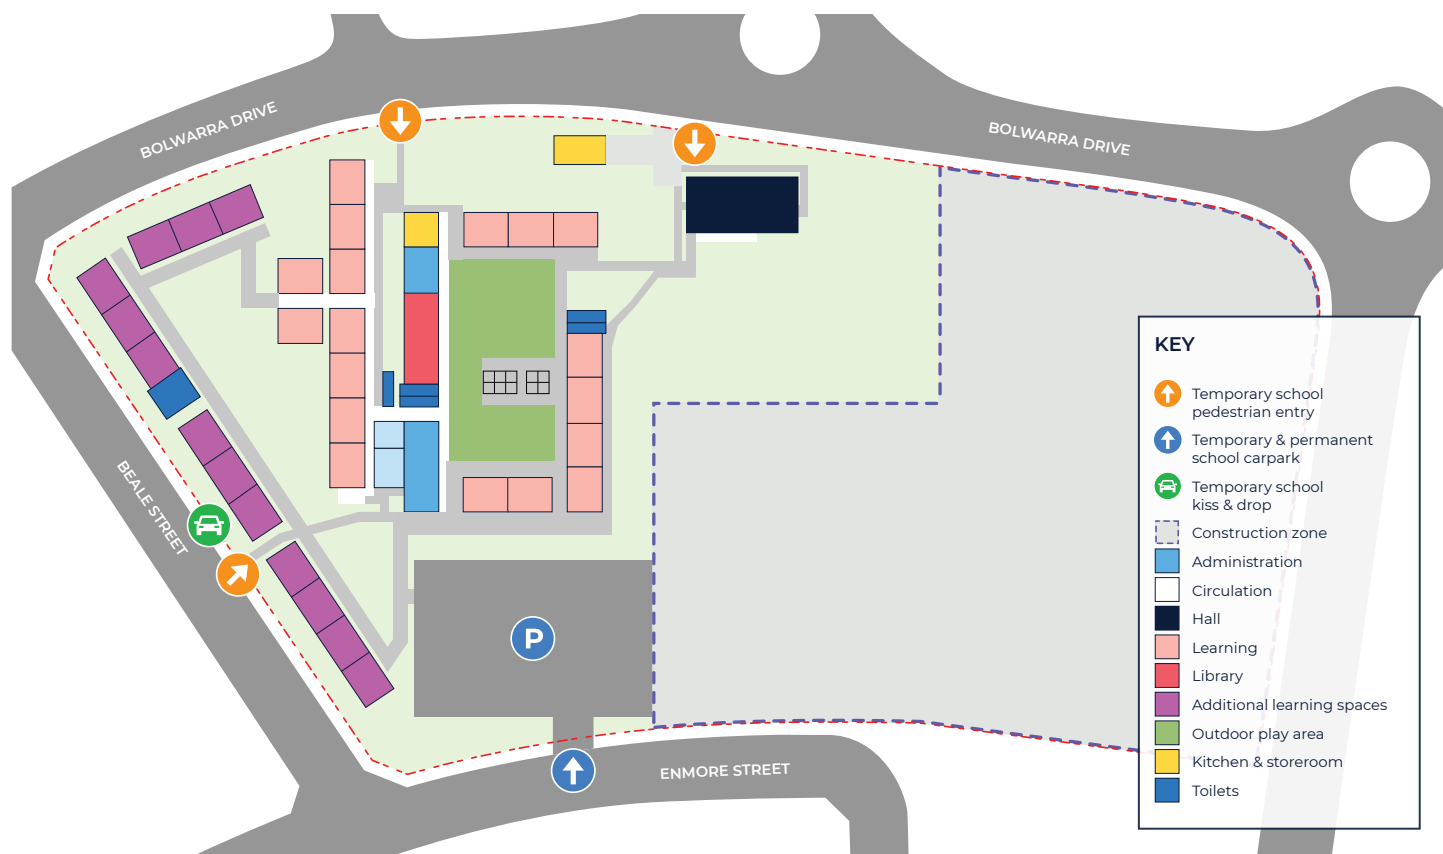 BOLWARRA DRIVE
BOLWARRA DRIVE
BEALE STREET
P
ENMORE STREET
KEY
Temporary school
pedestrian entry
Temporary & permanent
school carpark
Temporary school
kiss & drop
Construction zone
Administration
Circulation
Hall
Learning
Library
Additional learning spaces
Outdoor play area
Kitchen & storeroom
Toilets